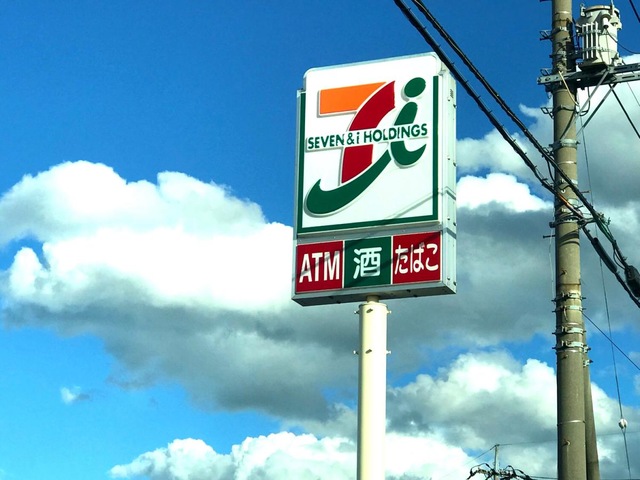 SEVEN & i HOLDINGS
ATM 酒 たばこ